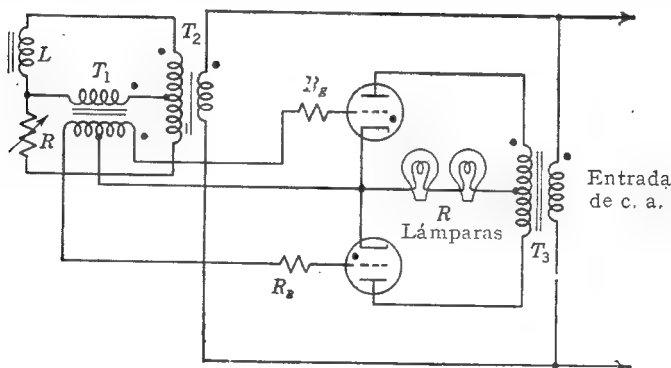 T2
L
T1
Rg
R
R
Lámparas
T3
Entrada
de c. a.
Rg